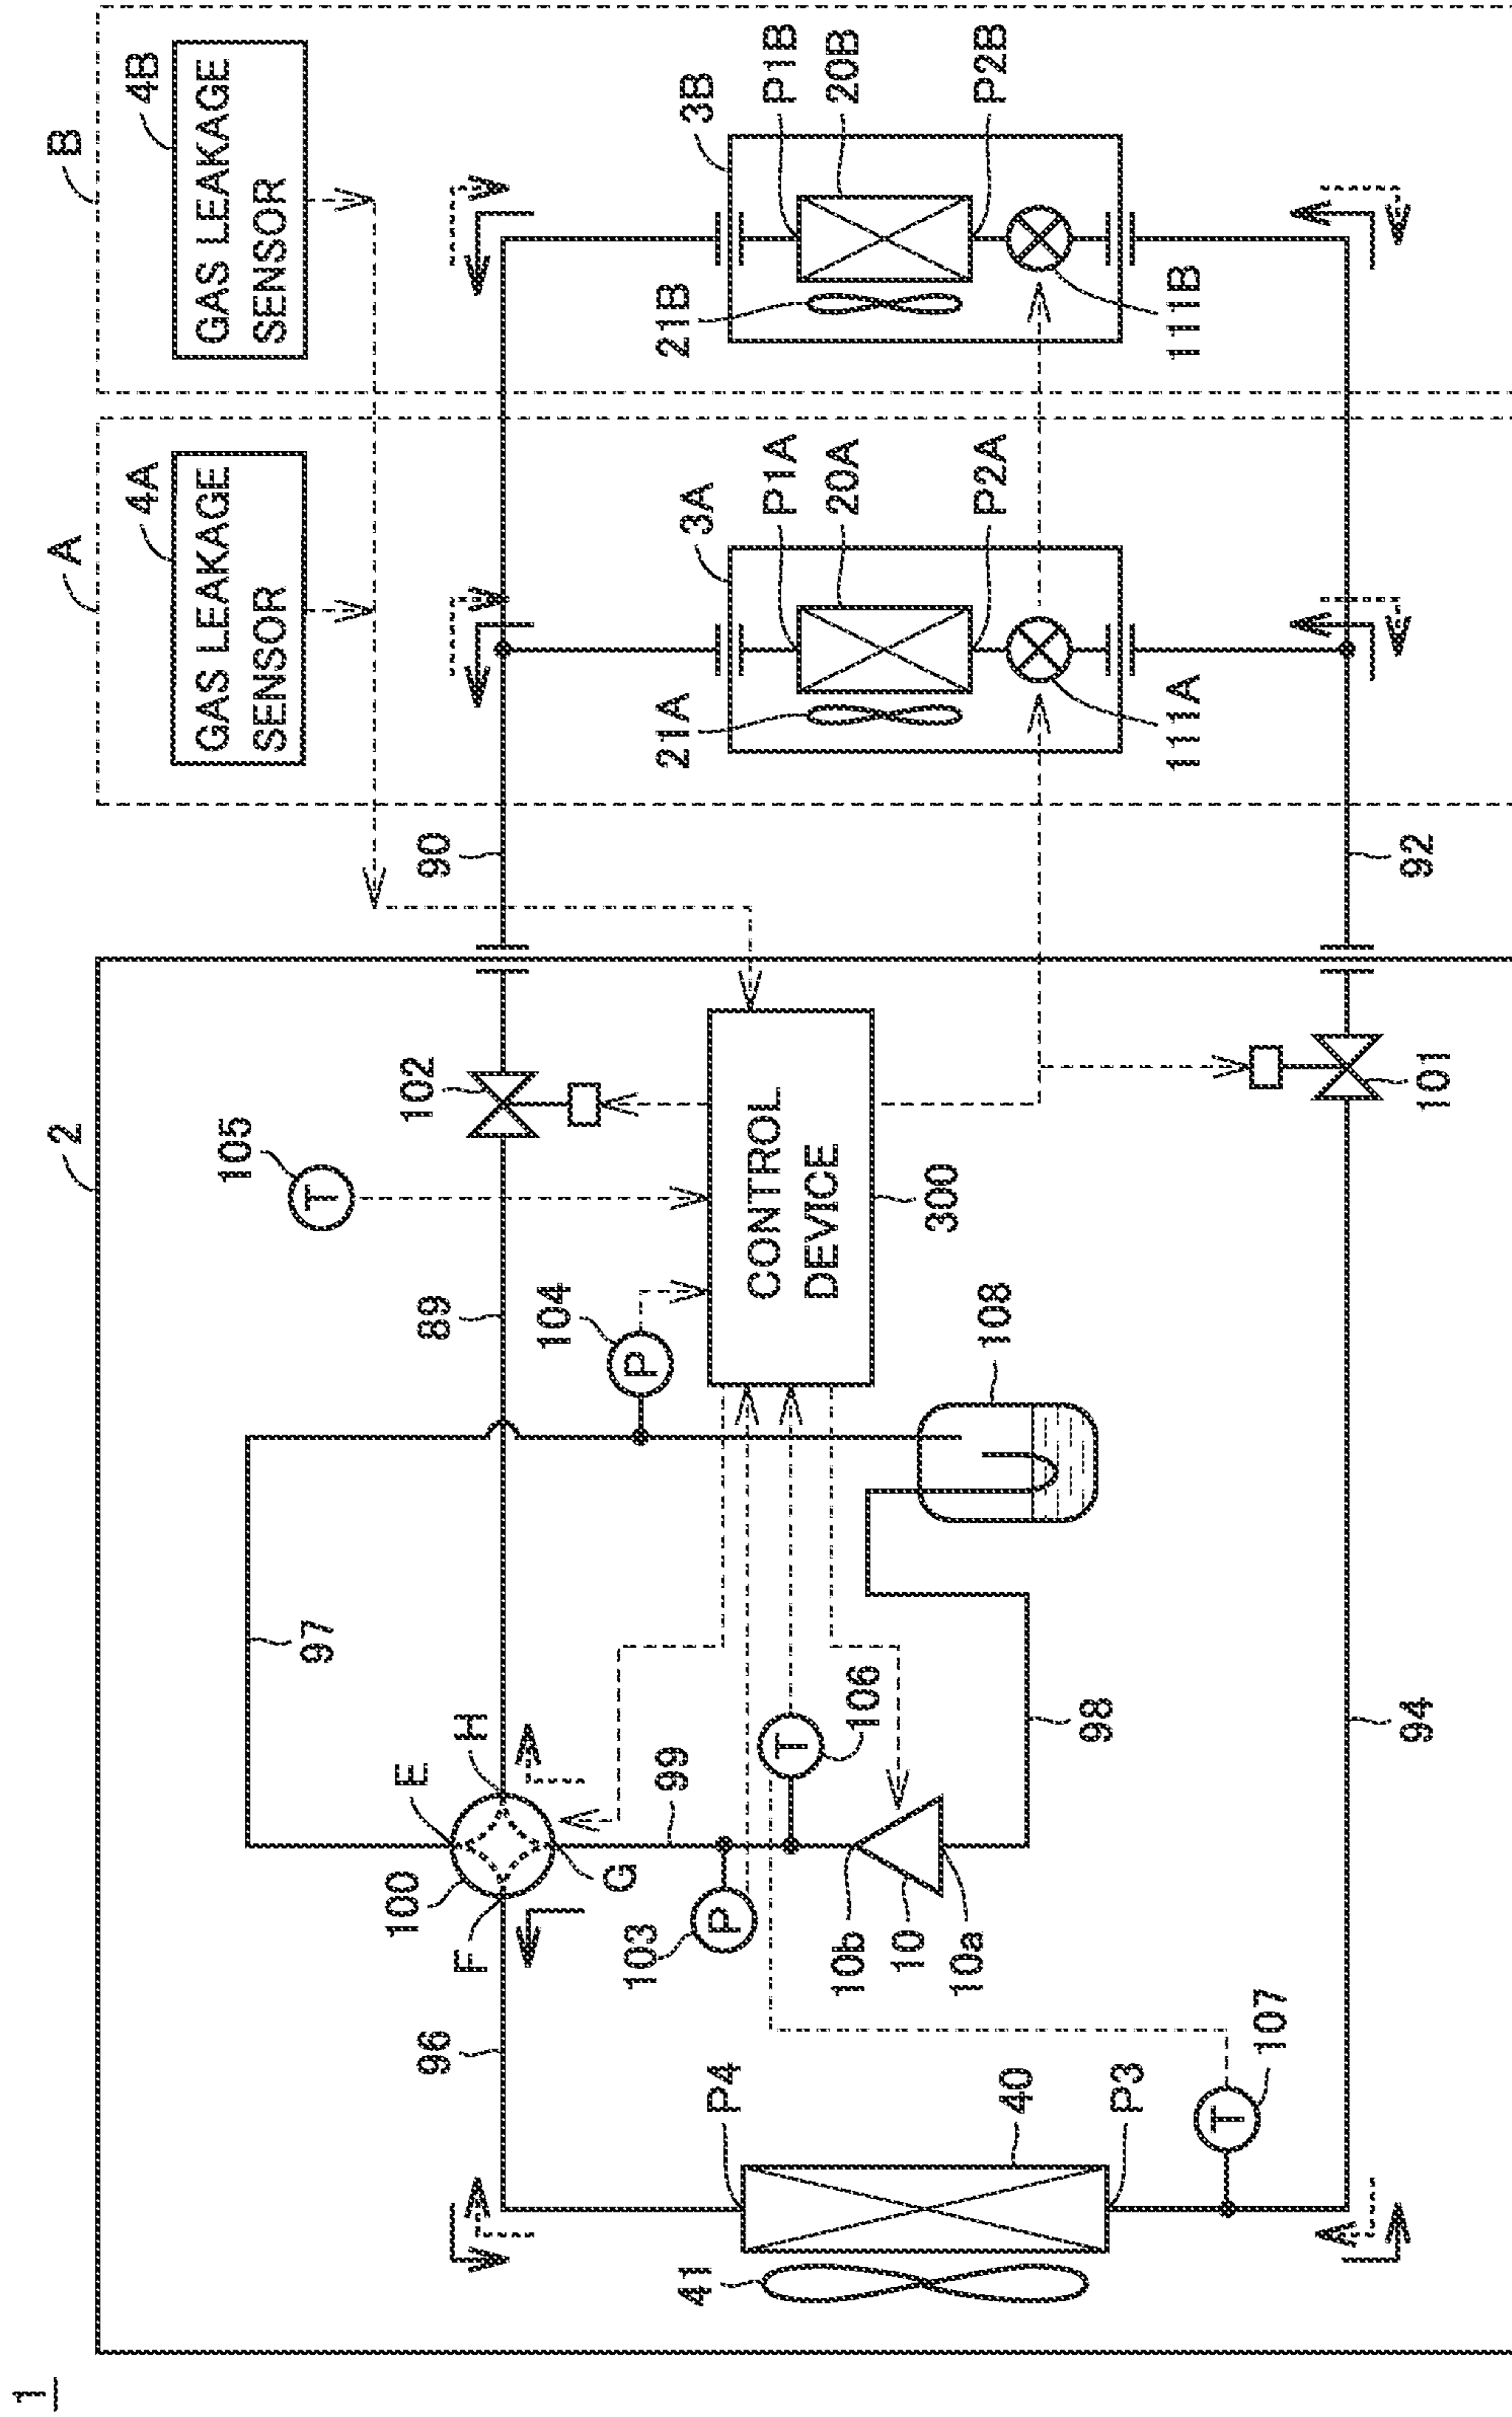 1
2
A
B
4A
GAS LEAKAGE
SENSOR
4B
GAS LEAKAGE
SENSOR
105
T
97
E
H
100
F
G
96
89
102
90
104
P
99
103
P
106
T
CONTROL
DEVICE
300
3A
P1A
20A
P2A
21A
111A
3B
P1B
20B
P2B
21B
111B
10b
10
10a
108
98
41
P4
40
P3
107
T
94
101
92